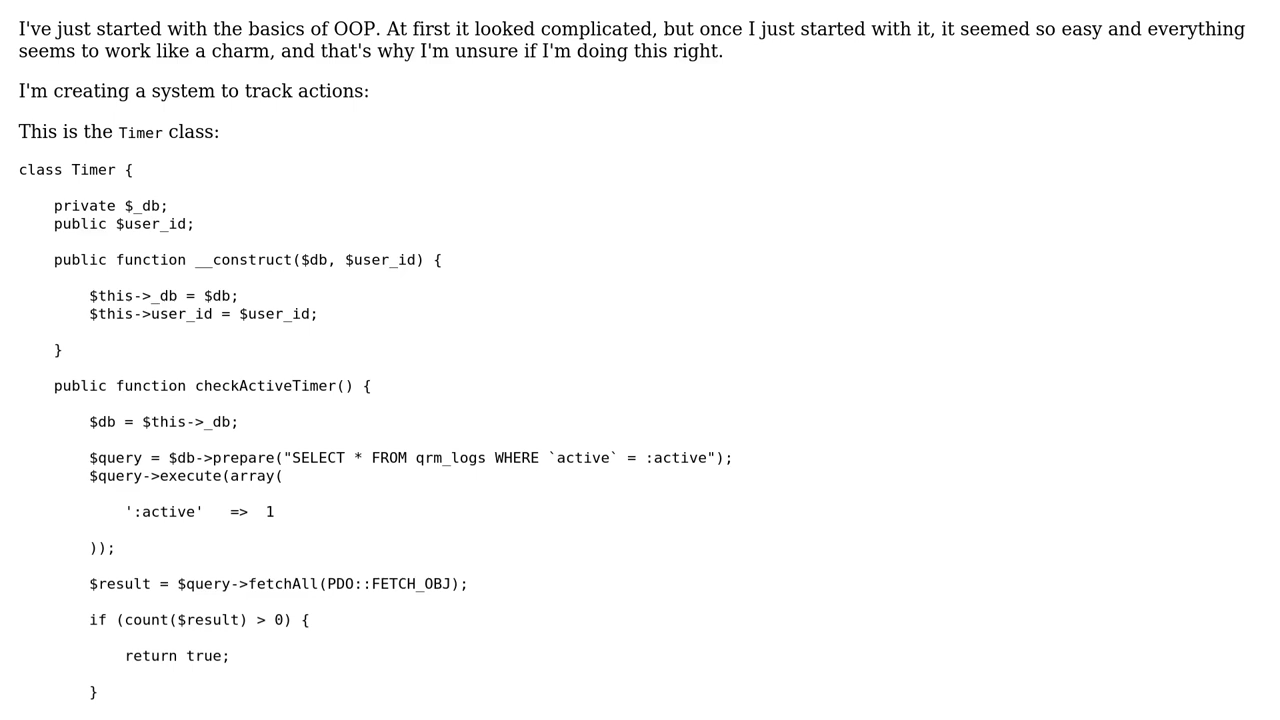 I've just started with the basics of OOP. At first it looked complicated, but once I just started with it, it seemed so easy and everything
seems to work like a charm, and that's why I'm unsure if I'm doing this right.
I'm creating a system to track actions:
This is the Timer class:
class Timer {
    private $_db;
    public $user_id;
    public function __construct($db, $user_id) {
        $this->_db = $db;
        $this->user_id = $user_id;
    }
    public function checkActiveTimer() {
        $db = $this->_db;
        $query = $db->prepare("SELECT * FROM qrm_logs WHERE `active` = :active");
        $query->execute(array(
            ':active'   =>  1
        ));
        $result = $query->fetchAll(PDO::FETCH_OBJ);
        if (count($result) > 0) {
            return true;
        }